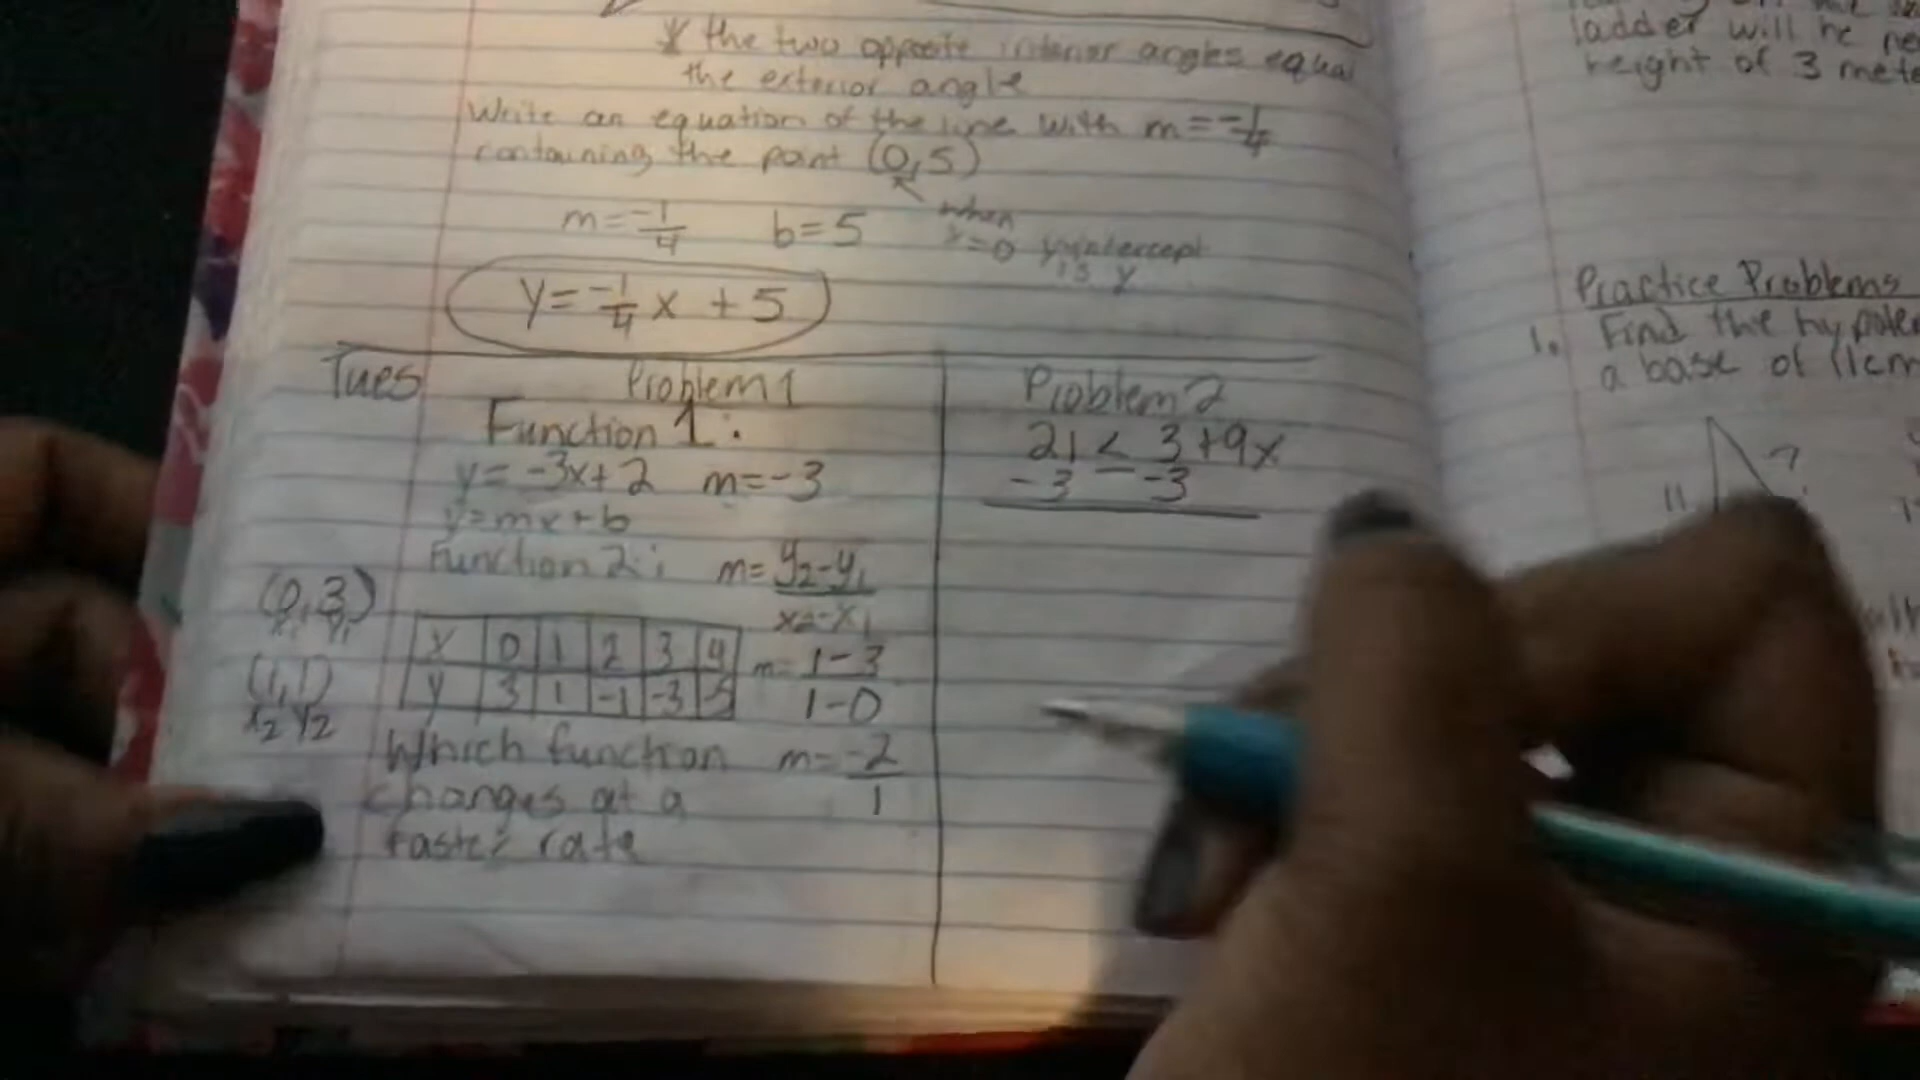 * the two opposite interior angles equal
the exterior angle
Write an equation of the line with m = -1/4
containing the point (0,5)
m = -1/4 b = 5
when
x=0 y-intercept
is y
y = -1/4 x + 5
Tues
Problem 1
Function 1:
y = -3x+2 m=-3
y=mx+b
Function 2: m= y2-y1
x2-x1
(0,3)
x1 y1
(1,1)
x2 y2
x 0 1 2 3 4
y 3 1 -1 -3 -5
m= 1-3
1-0
m= -2
1
Which function
changes at a
faster rate
Problem 2
21 ≤ 3+9x
-3 -3
ladder will re
height of 3
Practice Problems
1. Find the
a base of 11cm
?
11